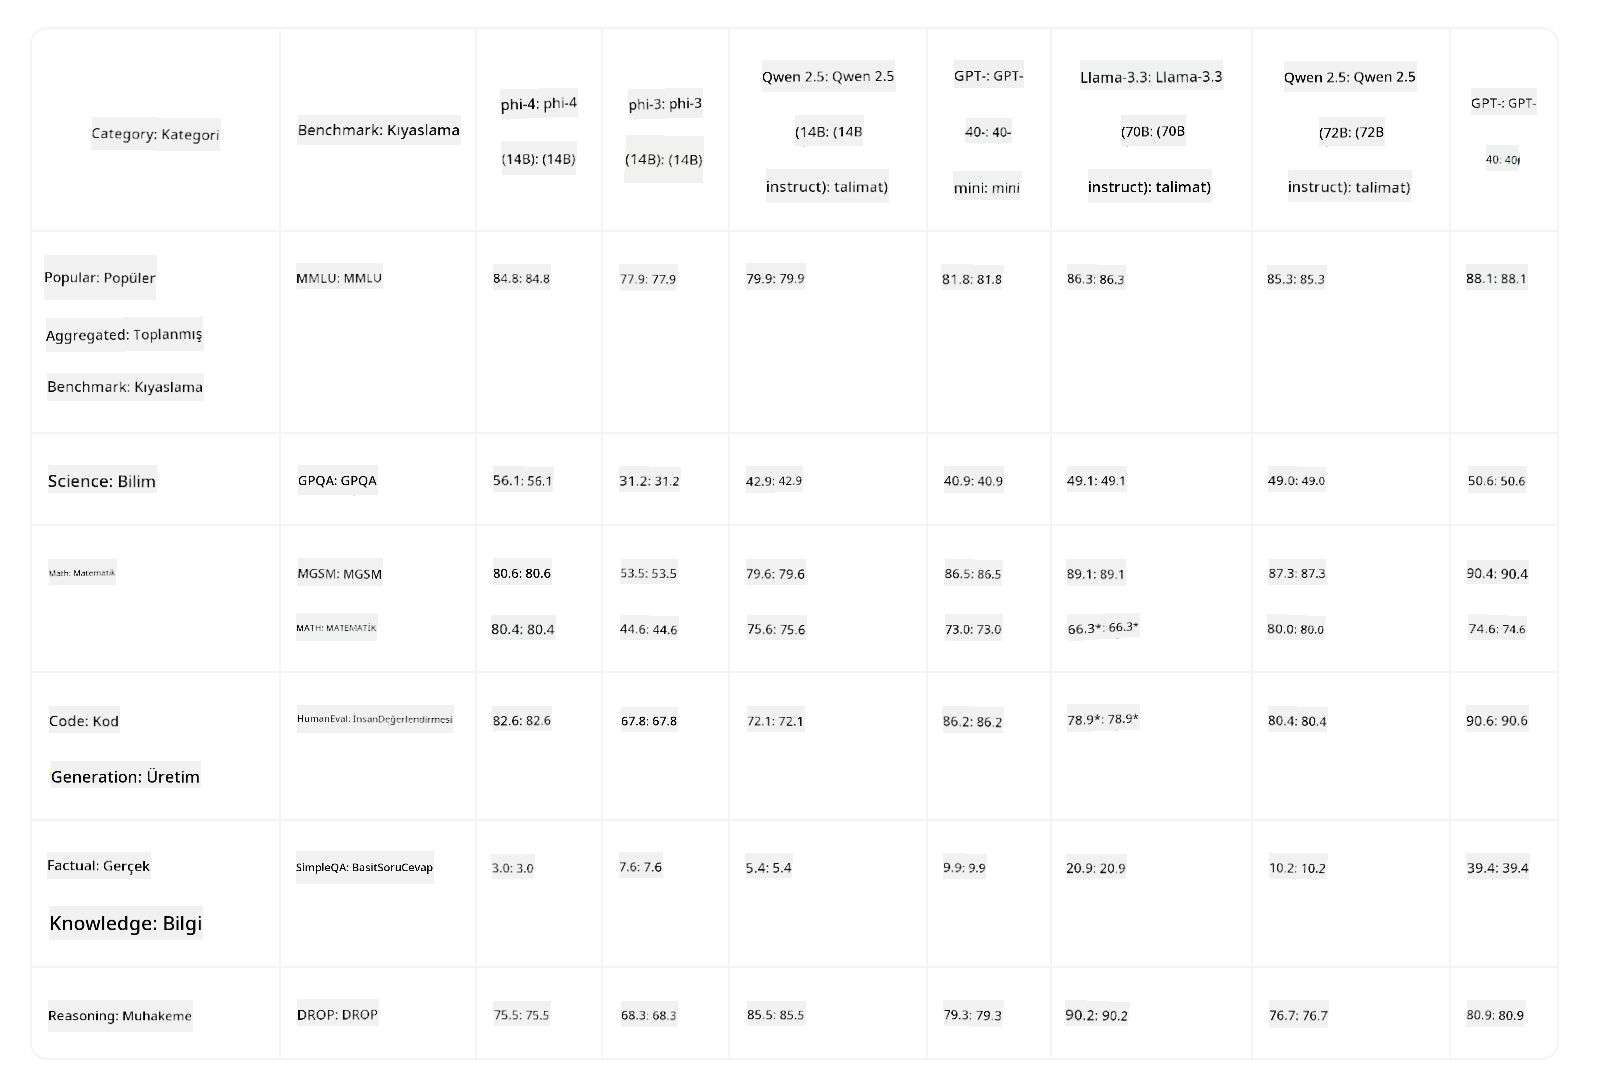 Category: Kategori
Benchmark: Kıyaslama
phi-4: phi-4
(14B): (14B)
phi-3: phi-3
(14B): (14B)
Qwen 2.5: Qwen 2.5
(14B: (14B
instruct): talimat)
GPT-: GPT-
40-: 40-
mini: mini
Llama-3.3: Llama-3.3
(70B: (70B
instruct): talimat)
Qwen 2.5: Qwen 2.5
(72B: (72B
instruct): talimat)
GPT-: GPT-
40: 40
Popular: Popüler
Aggregated: Toplanmış
Benchmark: Kıyaslama
MMLU: MMLU
84.8: 84.8
77.9: 77.9
79.9: 79.9
81.8: 81.8
86.3: 86.3
85.3: 85.3
88.1: 88.1
Science: Bilim
GPQA: GPQA
56.1: 56.1
31.2: 31.2
42.9: 42.9
40.9: 40.9
49.1: 49.1
49.0: 49.0
50.6: 50.6
Math: Matematik
MGSM: MGSM
80.6: 80.6
53.5: 53.5
79.6: 79.6
86.5: 86.5
89.1: 89.1
87.3: 87.3
90.4: 90.4
MATH: MATEMATİK
80.4: 80.4
44.6: 44.6
75.6: 75.6
73.0: 73.0
66.3*: 66.3*
80.0: 80.0
74.6: 74.6
Code: Kod
Generation: Üretim
HumanEval: İnsanDeğerlendirmesi
82.6: 82.6
67.8: 67.8
72.1: 72.1
86.2: 86.2
78.9*: 78.9*
80.4: 80.4
90.6: 90.6
Factual: Gerçek
Knowledge: Bilgi
SimpleQA: BasitSoruCevap
3.0: 3.0
7.6: 7.6
5.4: 5.4
9.9: 9.9
20.9: 20.9
10.2: 10.2
39.4: 39.4
Reasoning: Muhakeme
DROP: DROP
75.5: 75.5
68.3: 68.3
85.5: 85.5
79.3: 79.3
90.2: 90.2
76.7: 76.7
80.9: 80.9